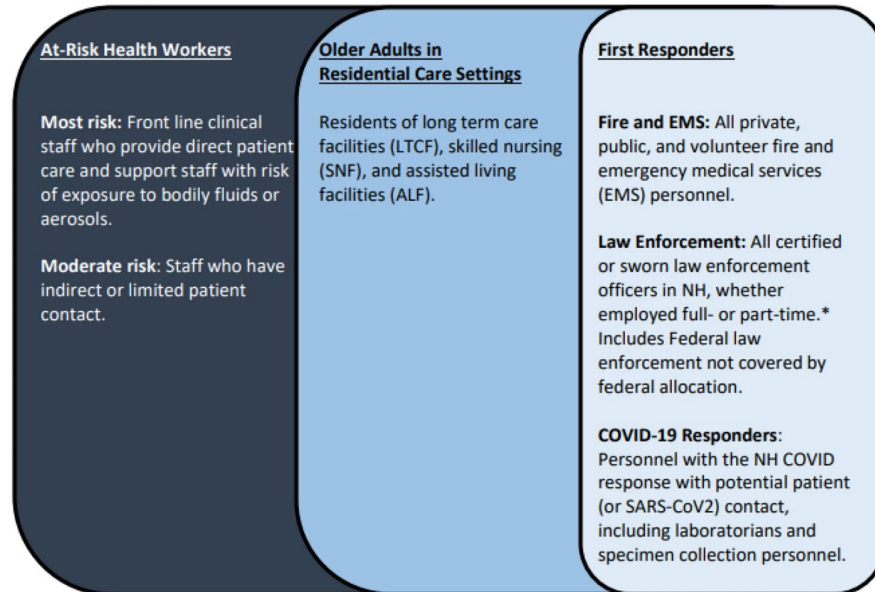 At-Risk Health Workers
Most risk: Front line clinical
staff who provide direct patient
care and support staff with risk
of exposure to bodily fluids or
aerosols.
Moderate risk: Staff who have
indirect or limited patient
contact.
Older Adults in
Residential Care Settings
Residents of long term care
facilities (LTCF), skilled nursing
(SNF), and assisted living
facilities (ALF).
First Responders
Fire and EMS: All private,
public, and volunteer fire and
emergency medical services
(EMS) personnel.
Law Enforcement: All certified
or sworn law enforcement
officers in NH, whether
employed full- or part-time.*
Includes Federal law
enforcement not covered by
federal allocation.
COVID-19 Responders:
Personnel with the NH COVID
response with potential patient
(or SARS-CoV2) contact,
including laboratorians and
specimen collection personnel.